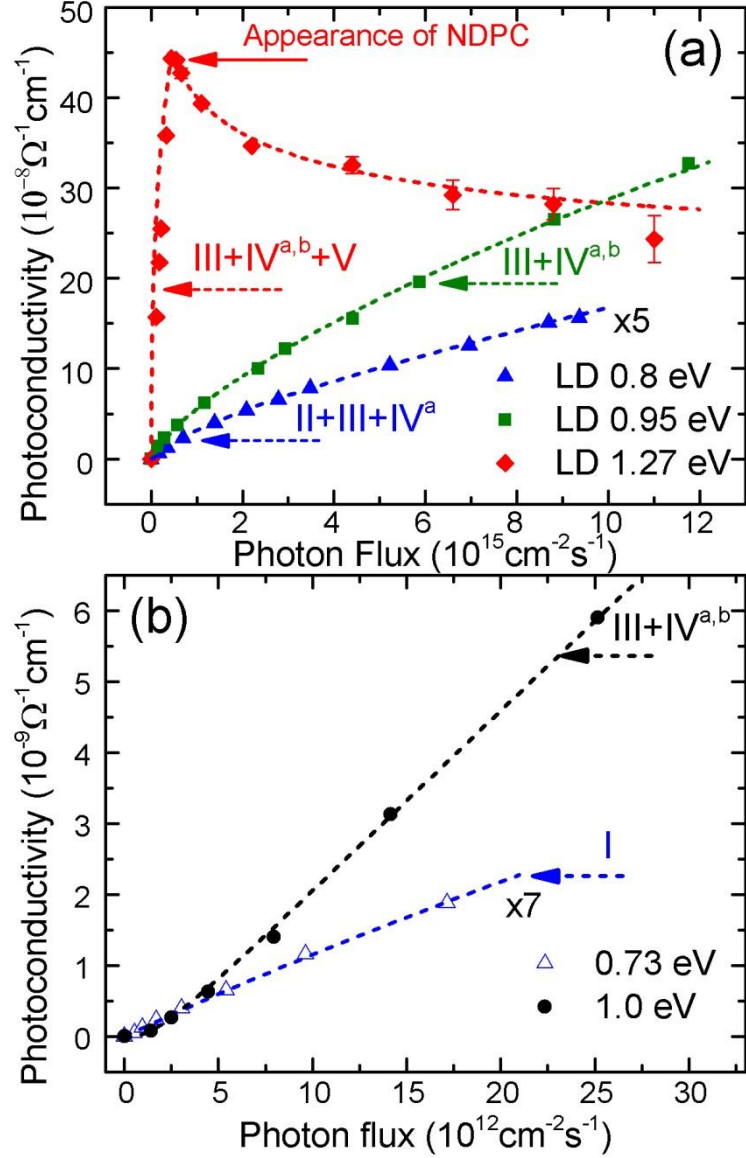 Appearance of NDPC
(a)
50
40
30
20
10
0
Photoconductivity (10⁻⁸Ω⁻¹cm⁻¹)
III+IVᵃ,ᵇ+V
III+IVᵃ,ᵇ
x5
II+III+IVᵃ
LD 0.8 eV
LD 0.95 eV
LD 1.27 eV
0 2 4 6 8 10 12
Photon Flux (10¹⁵cm⁻²s⁻¹)
(b)
6
5
4
3
2
1
0
Photoconductivity (10⁻⁹Ω⁻¹cm⁻¹)
III+IVᵃ,ᵇ
I
x7
0.73 eV
1.0 eV
0 5 10 15 20 25 30
Photon flux (10¹²cm⁻²s⁻¹)